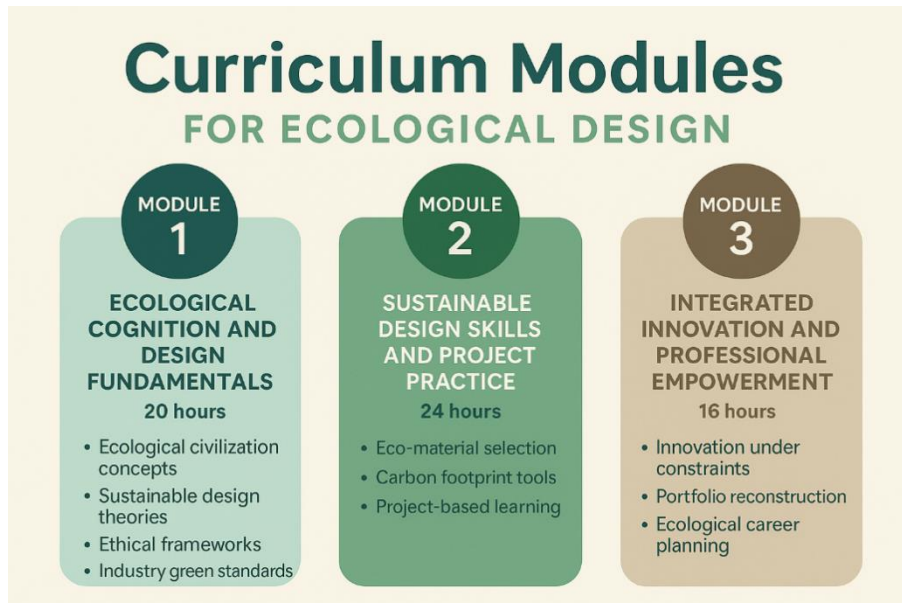 Curriculum Modules
FOR ECOLOGICAL DESIGN
MODULE
1
ECOLOGICAL
COGNITION AND
DESIGN
FUNDAMENTALS
20 hours
• Ecological civilization
concepts
• Sustainable design
theories
• Ethical frameworks
• Industry green standards
MODULE
2
SUSTAINABLE
DESIGN SKILLS
AND PROJECT
PRACTICE
24 hours
• Eco-material selection
• Carbon footprint tools
• Project-based learning
MODULE
3
INTEGRATED
INNOVATION AND
PROFESSIONAL
EMPOWERMENT
16 hours
• Innovation under
constraints
• Portfolio reconstruction
• Ecological career
planning